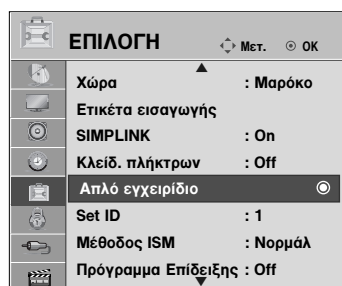 ΕΠΙΛΟΓΗ Μετ. OK
Χώρα : Μαρόκο
Ετικέτα εισαγωγής
SIMPLINK : On
Κλείδ. πλήκτρων : Off
Απλό εγχειρίδιο
Set ID : 1
Μέθοδος ISM : Νορμάλ
Πρόγραμμα Επίδειξης : Off